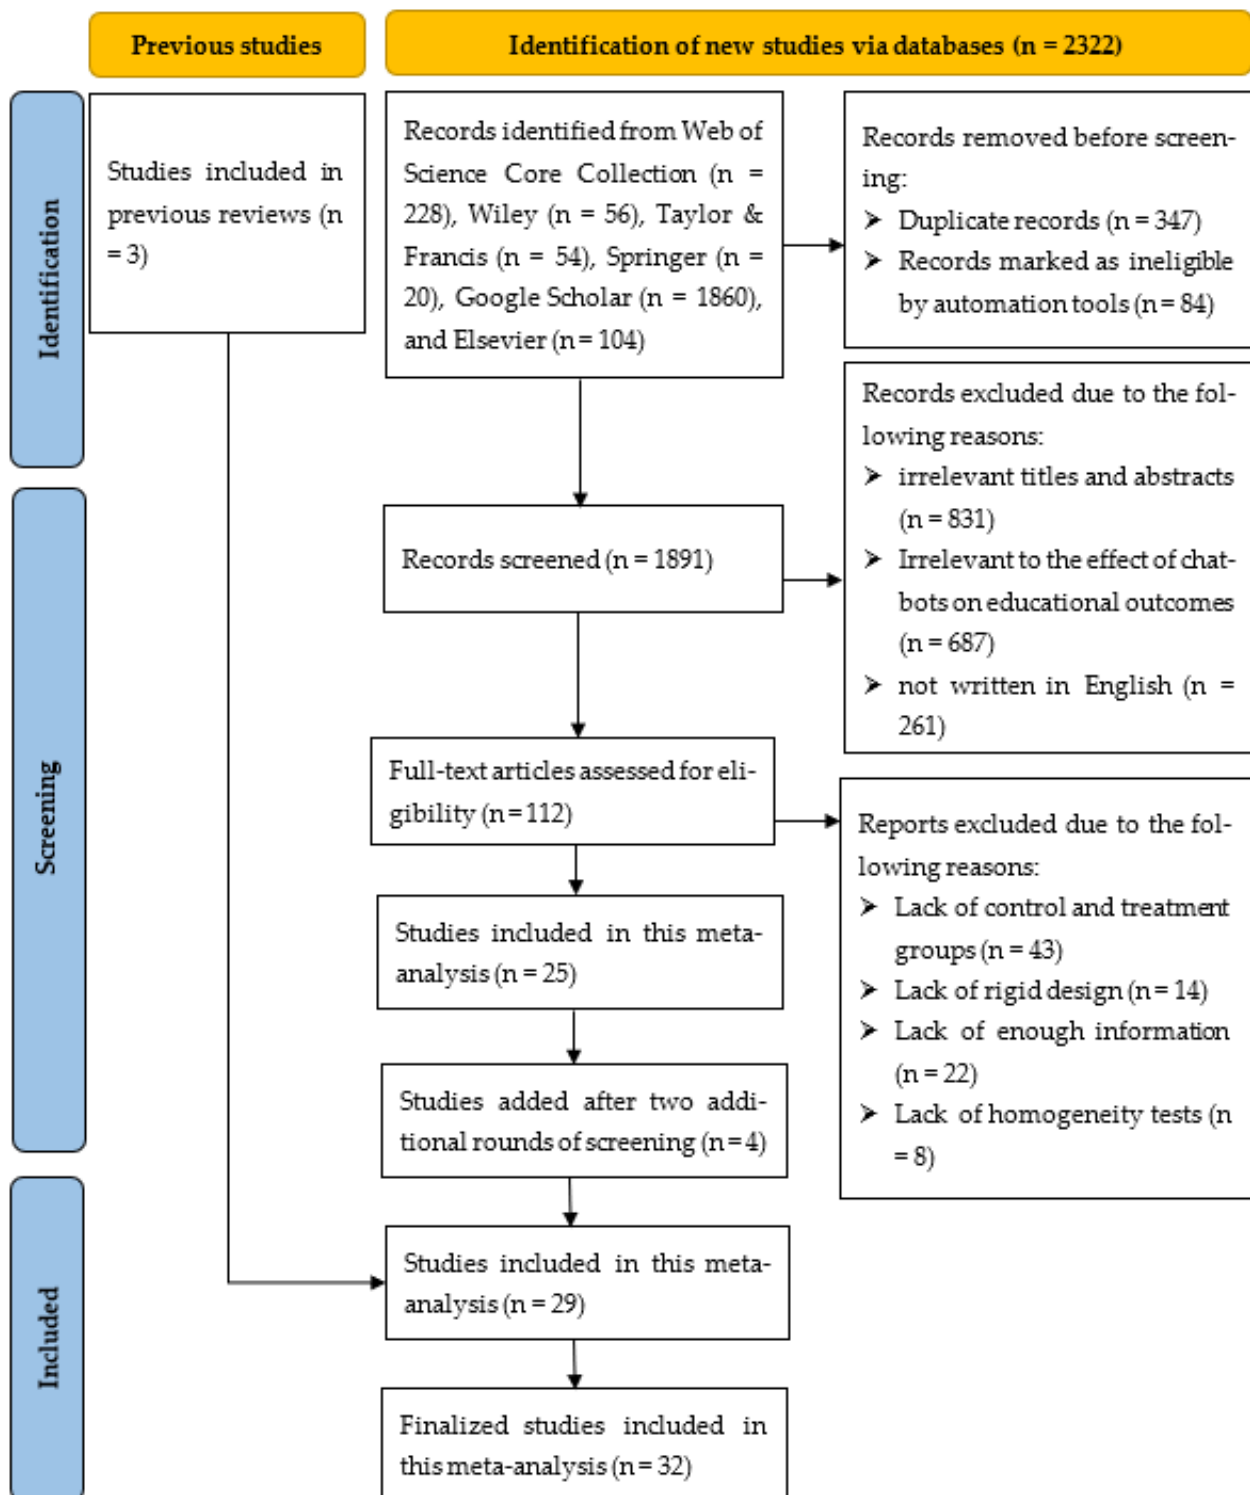 Previous studies
Identification of new studies via databases (n = 2322)
Identification
Studies included in
previous reviews (n
= 3)
Records identified from Web of
Science Core Collection (n =
228), Wiley (n = 56), Taylor &
Francis (n = 54), Springer (n =
20), Google Scholar (n = 1860),
and Elsevier (n = 104)
Records removed before screen-
ing:
➤ Duplicate records (n = 347)
➤ Records marked as ineligible
by automation tools (n = 84)
Screening
Records screened (n = 1891)
Records excluded due to the fol-
lowing reasons:
➤ irrelevant titles and abstracts
(n = 831)
➤ Irrelevant to the effect of chat-
bots on educational outcomes
(n = 687)
➤ not written in English (n =
261)
Full-text articles assessed for eli-
gibility (n = 112)
Reports excluded due to the fol-
lowing reasons:
➤ Lack of control and treatment
groups (n = 43)
➤ Lack of rigid design (n = 14)
➤ Lack of enough information
(n = 22)
➤ Lack of homogeneity tests (n
= 8)
Studies included in this meta-
analysis (n = 25)
Studies added after two addi-
tional rounds of screening (n = 4)
Included
Studies included in this meta-
analysis (n = 29)
Finalized studies included in
this meta-analysis (n = 32)